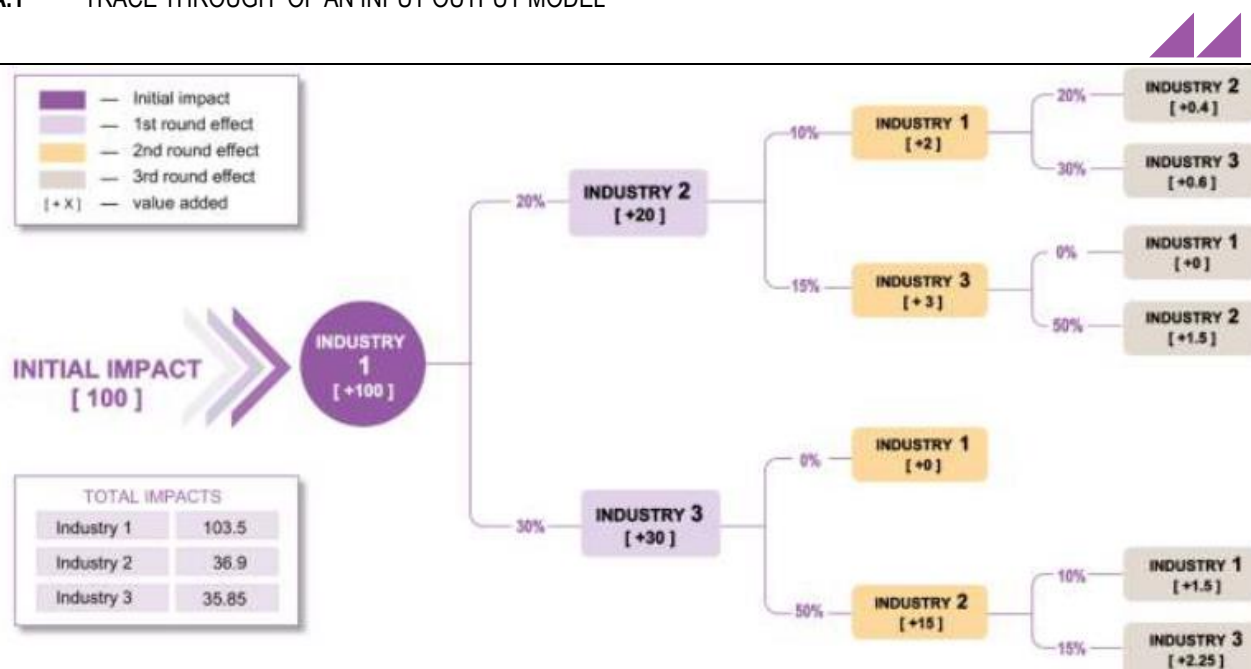 TRACE THROUGH OF AN INPUT OUTPUT MODEL
— Initial impact
— 1st round effect
— 2nd round effect
— 3rd round effect
[+X] — value added
INITIAL IMPACT
[ 100 ]
INDUSTRY
1
[ +100 ]
20%
INDUSTRY 2
[ +20 ]
10%
INDUSTRY 1
[ +2 ]
20%
INDUSTRY 2
[ +0.4 ]
30%
INDUSTRY 3
[ +0.6 ]
15%
INDUSTRY 3
[ + 3 ]
0%
INDUSTRY 1
[ +0 ]
50%
INDUSTRY 2
[ +1.5 ]
30%
INDUSTRY 3
[ +30 ]
0%
INDUSTRY 1
[ +0 ]
50%
INDUSTRY 2
[ +15 ]
10%
INDUSTRY 1
[ +1.5 ]
15%
INDUSTRY 3
[ +2.25 ]
TOTAL IMPACTS
Industry 1 103.5
Industry 2 36.9
Industry 3 35.85